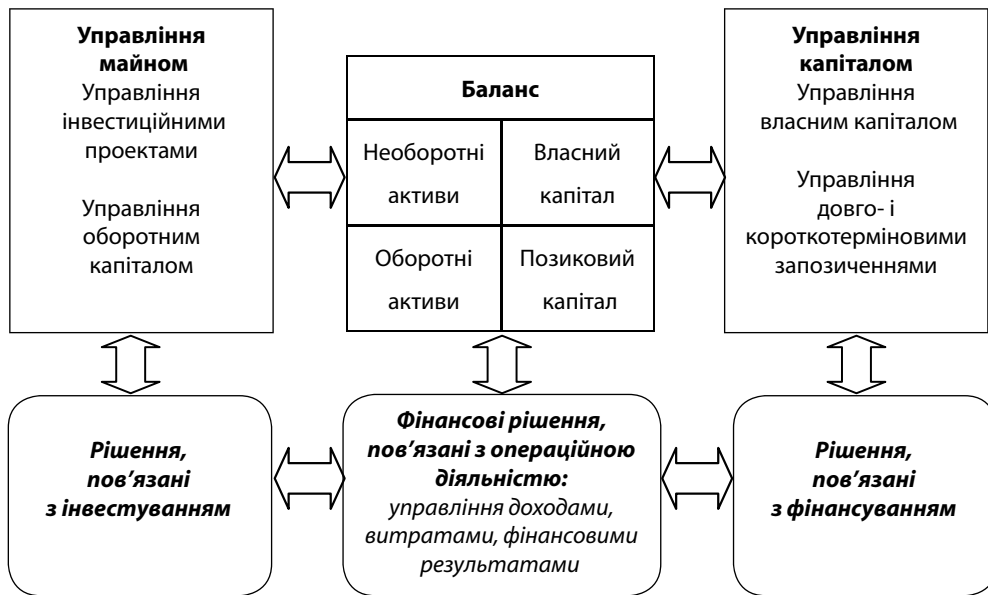 Управління
майном
Управління
інвестиційними
проектами
Управління
оборотним
капіталом
Баланс
Необоротні
активи
Власний
капітал
Оборотні
активи
Позиковий
капітал
Управління
капіталом
Управління
власним капіталом
Управління
довго- і
короткотерміновими
запозиченнями
Рішення,
пов’язані
з інвестуванням
Фінансові рішення,
пов’язані з операційною
діяльністю:
управління доходами,
витратами, фінансовими
результатами
Рішення,
пов’язані
з фінансуванням